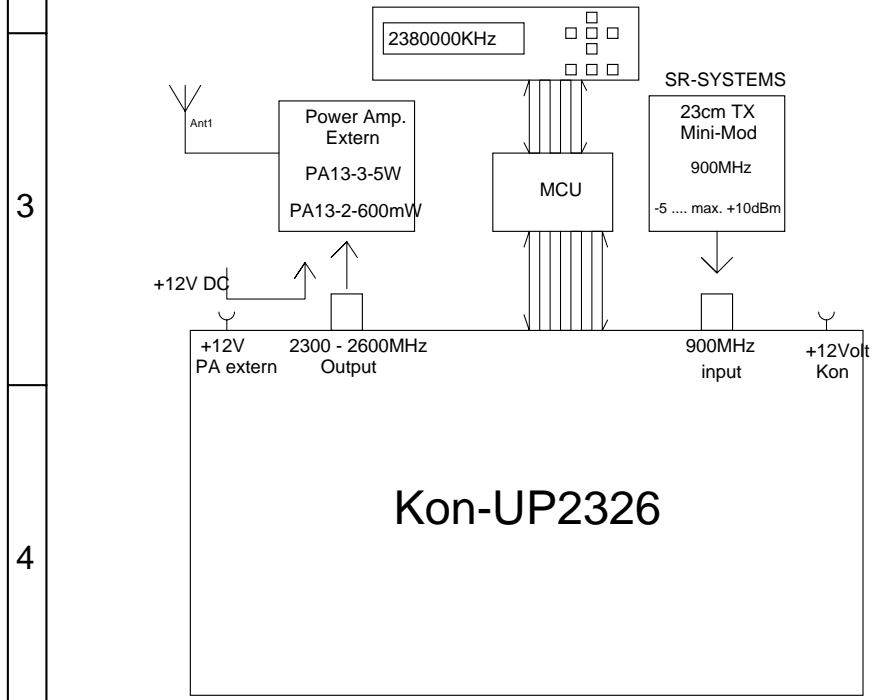 2380000KHz
SR-SYSTEMS
23cm TX
Mini-Mod
900MHz
-5 .... max. +10dBm
Ant1
Power Amp.
Extern
PA13-3-5W
PA13-2-600mW
MCU
3
+12V DC
+12V
PA extern
2300 - 2600MHz
Output
900MHz
input
+12Volt
Kon
Kon-UP2326
4